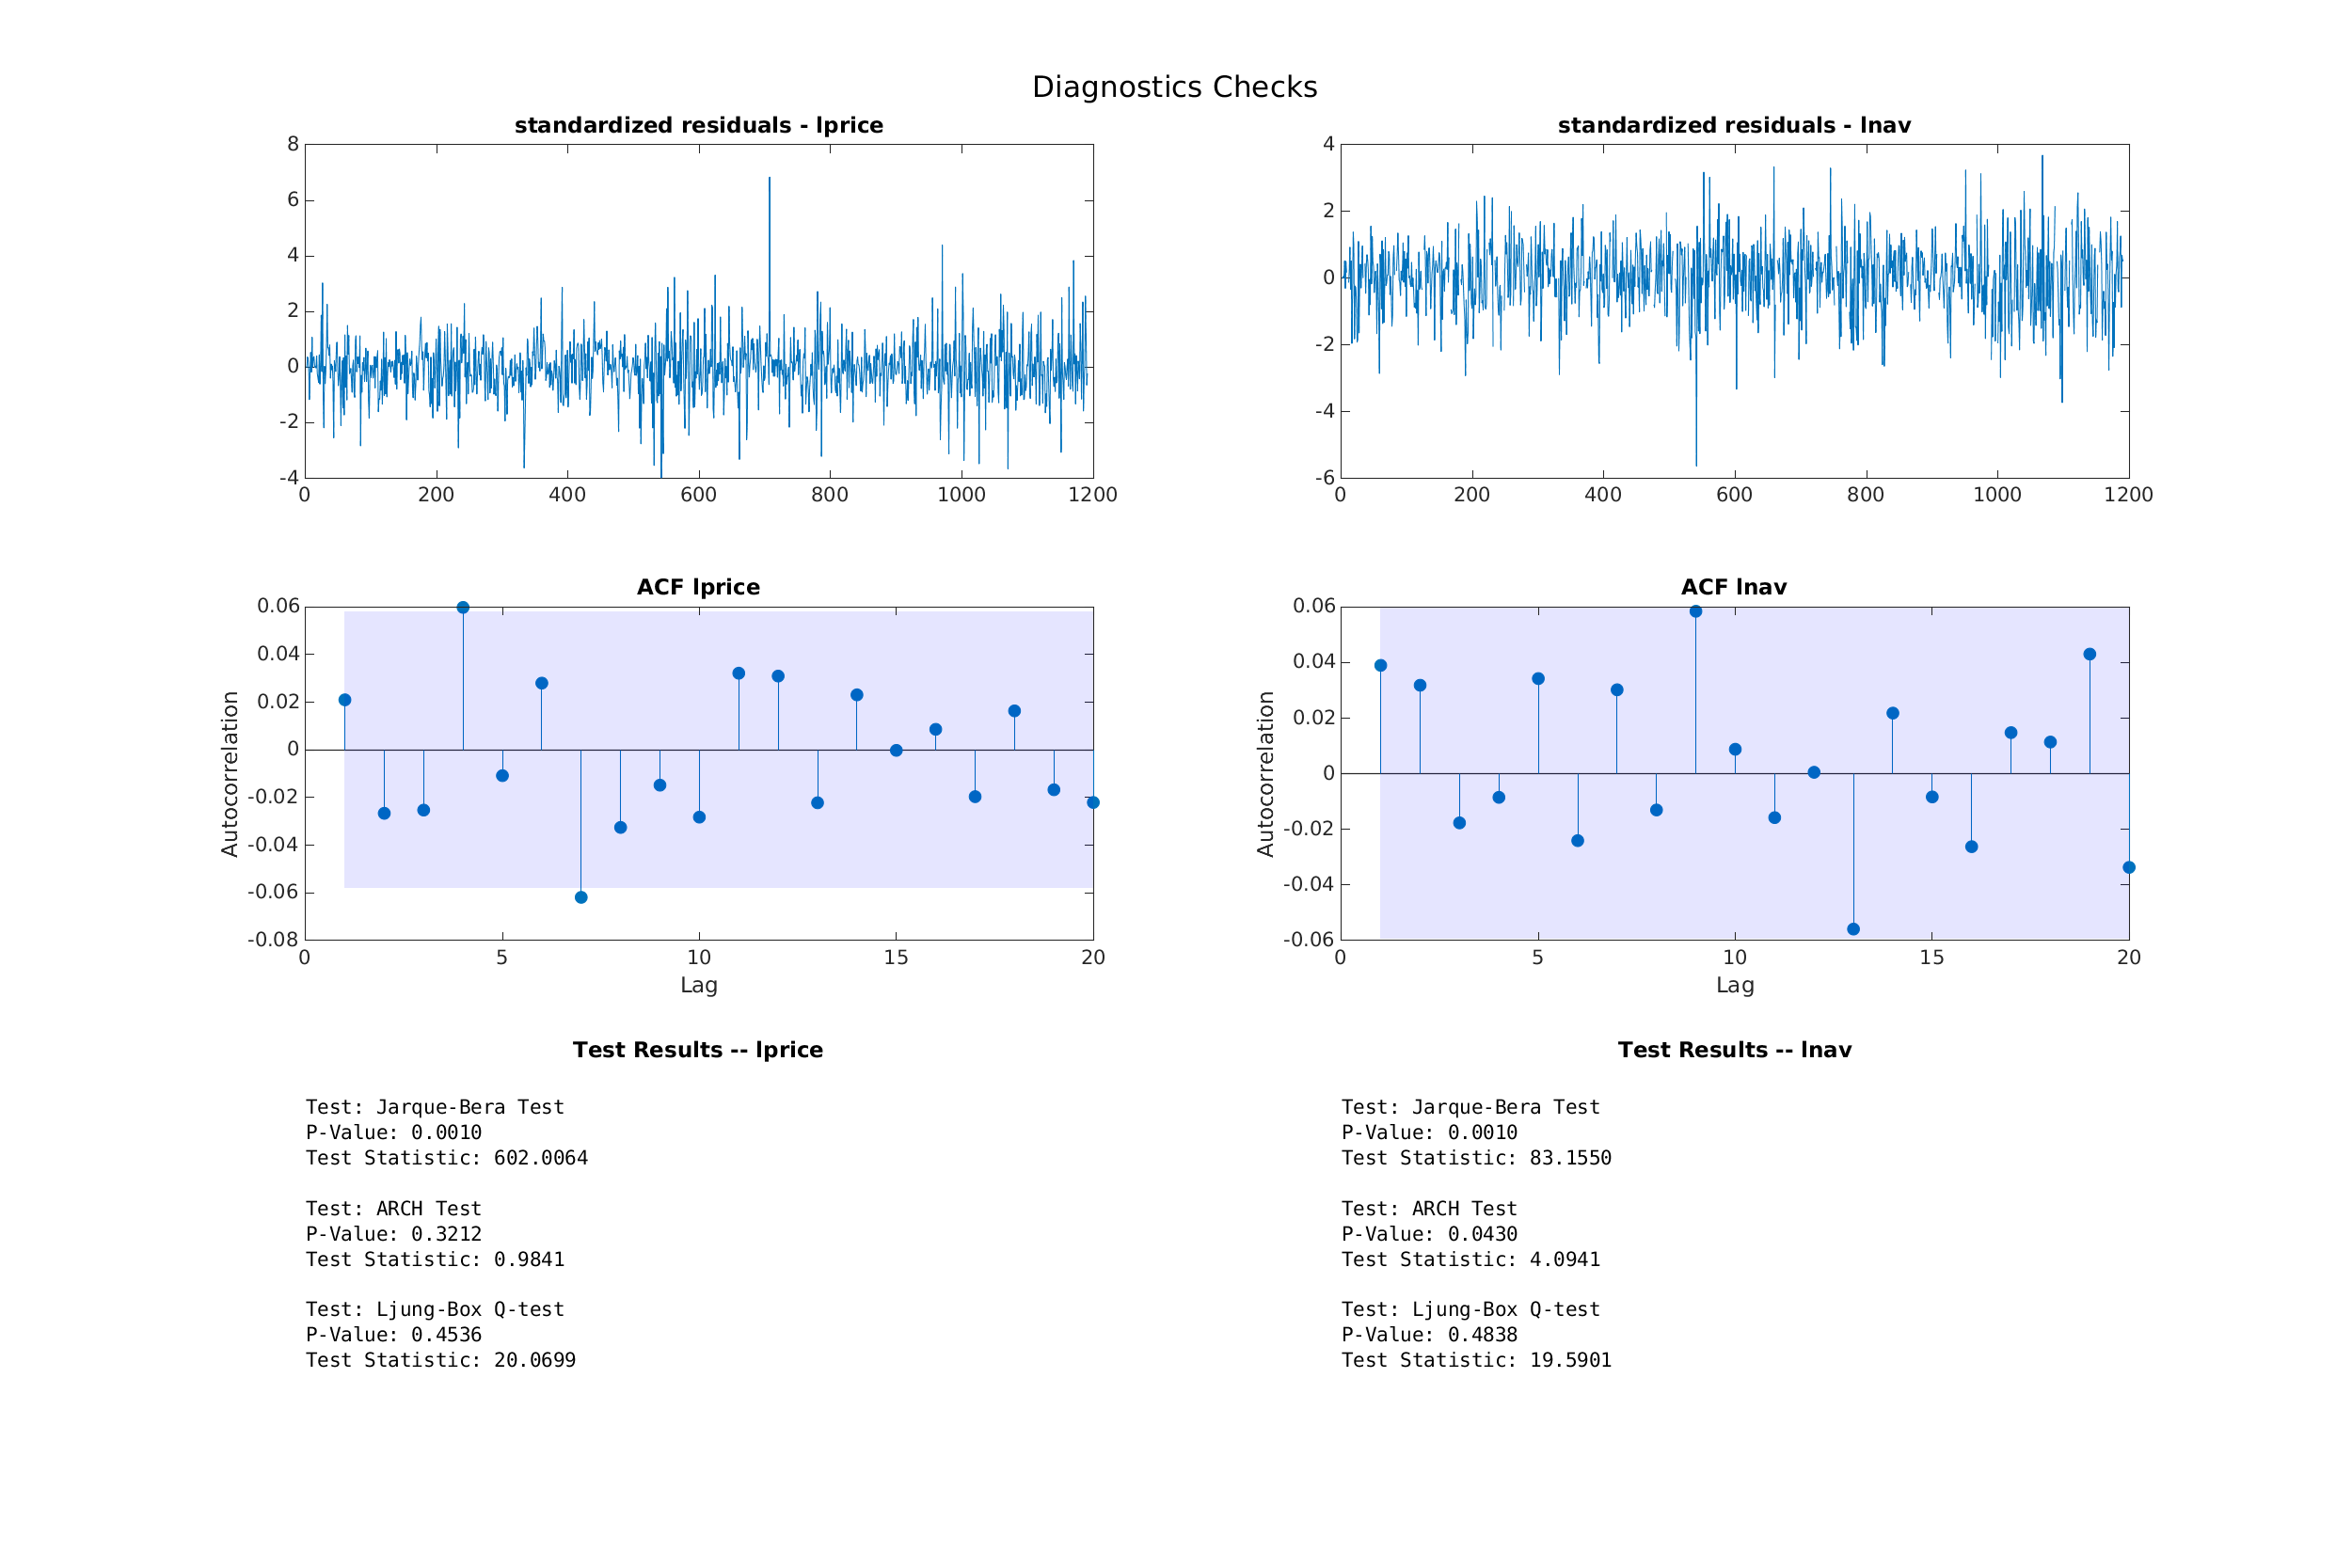 Diagnostics Checks
standardized residuals - lprice
8
6
4
2
0
-2
-4
0 200 400 600 800 1000 1200
standardized residuals - lnav
4
2
0
-2
-4
-6
0 200 400 600 800 1000 1200
ACF lprice
0.06
0.04
0.02
0
-0.02
-0.04
-0.06
-0.08
Autocorrelation
0 5 10 15 20
Lag
ACF lnav
0.06
0.04
0.02
0
-0.02
-0.04
-0.06
Autocorrelation
0 5 10 15 20
Lag
Test Results -- lprice
Test: Jarque-Bera Test
P-Value: 0.0010
Test Statistic: 602.0064
Test: ARCH Test
P-Value: 0.3212
Test Statistic: 0.9841
Test: Ljung-Box Q-test
P-Value: 0.4536
Test Statistic: 20.0699
Test Results -- lnav
Test: Jarque-Bera Test
P-Value: 0.0010
Test Statistic: 83.1550
Test: ARCH Test
P-Value: 0.0430
Test Statistic: 4.0941
Test: Ljung-Box Q-test
P-Value: 0.4838
Test Statistic: 19.5901